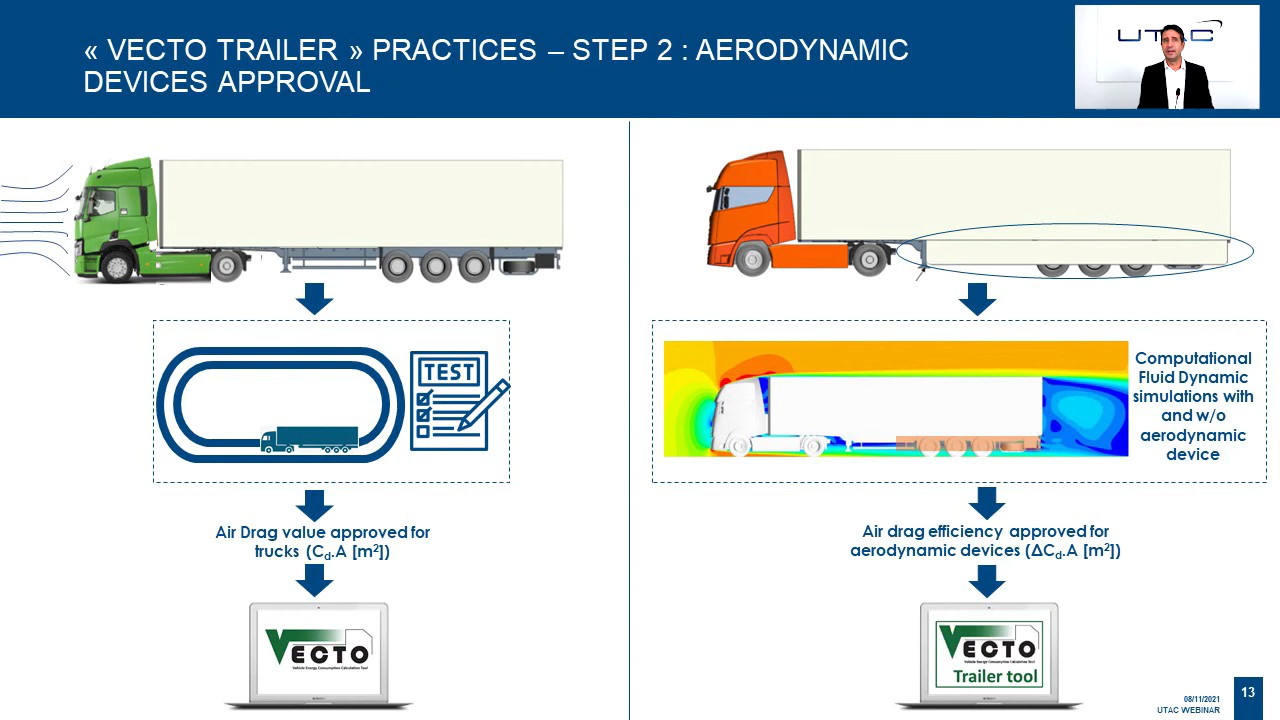 « VECTO TRAILER » PRACTICES – STEP 2 : AERODYNAMIC
DEVICES APPROVAL
UTAC
TEST
Computational
Fluid Dynamic
simulations with
and w/o
aerodynamic
device
Air Drag value approved for
trucks (Cd.A [m²])
Air drag efficiency approved for
aerodynamic devices (ΔCd.A [m²])
VECTO
Vehicle Energy Consumption Calculation Tool
VECTO
Vehicle Energy Consumption Calculation Tool
Trailer tool
08/11/2021
UTAC WEBINAR
13